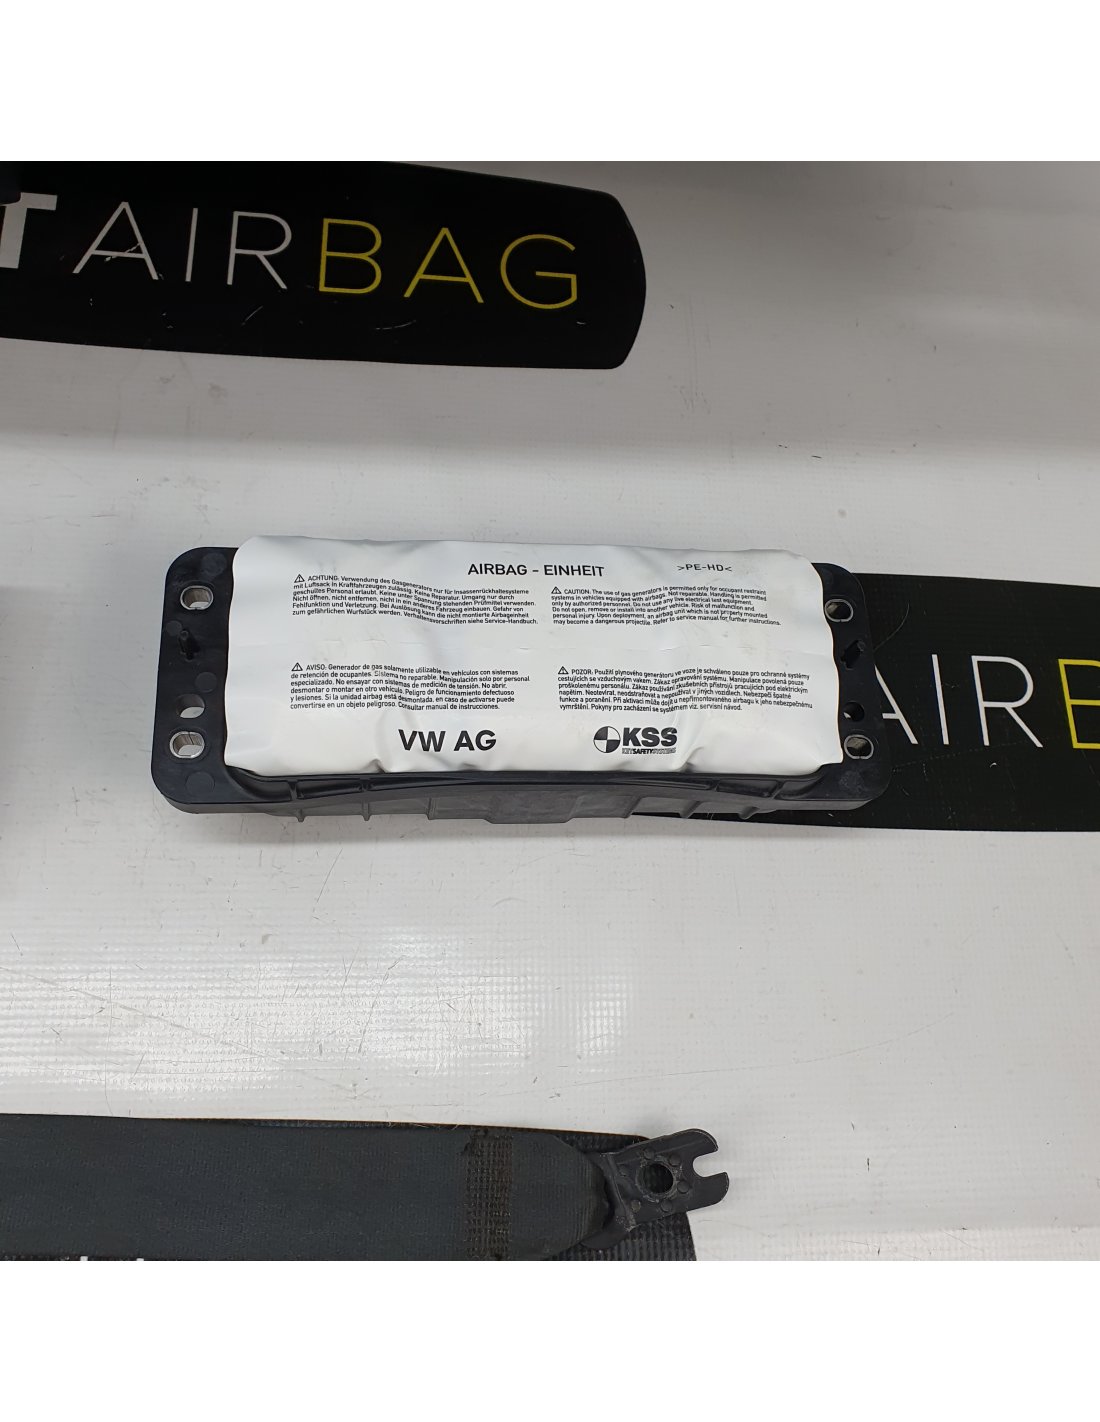 T AIRBAG
AIRBAG - EINHEIT
>PE-HD<
ACHTUNG: Verwendung des Gasgenerators nur für Insassenrückhaltesysteme
mit Luftsack in Kraftfahrzeugen zulässig. Keine Reparatur. Umgang nur durch
geschultes Personal erlaubt. Keine unter Spannung stehenden Prüfmittel verwenden.
Nicht öffnen, nicht entfernen, nicht in ein anderes Fahrzeug einbauen. Gefahr von
Fehlfunktion und Verletzung. Bei Auslösung kann die nicht montierte Airbageinheit
zum gefährlichen Wurfstück werden. Verhaltensvorschriften siehe Service-Handbuch.
CAUTION: The use of gas generators is permitted only for occupant restraint
systems in vehicles equipped with airbags. Not repairable. Handling is permitted
only by authorized personnel. Do not use any live electrical test equipment.
Do not open, remove or install into another vehicle. Risk of malfunction and
personal injury. Upon deployment, an airbag unit which is not properly mounted
may become a dangerous projectile. Refer to service manual for further instructions.
AVISO: Generador de gas solamente utilizable en vehículos con sistemas
de retención de ocupantes. Sistema no reparable. Manipulación solo por personal
especializado. No ensayar con sistemas de medición de tensión. No abrir,
desmontar o montar en otro vehículo. Peligro de funcionamiento defectuoso
y lesiones. Si la unidad airbag está desmontada, en caso de activarse puede
convertirse en un objeto peligroso. Consultar manual de instrucciones.
POZOR: Použití plynového generátoru ve voze je schváleno pouze pro ochranné systémy
cestujících se vzduchovým vakem. Zákaz opravování systému. Manipulace povolená pouze
proškolenému personálu. Zákaz používání zkušebních přístrojů pracujících pod elektrickým
napětím. Neotevírat, neodstraňovat a nepoužívat v jiných vozidlech. Nebezpečí špatné
funkce a poranění. Při aktivaci může dojít u nepřimontovaného airbagu k jeho nebezpečnému
vymrštění. Pokyny pro zacházení se systémem viz. servisní návod.
VW AG
KSS
KEYSAFETYSYSTEMS
AIRB